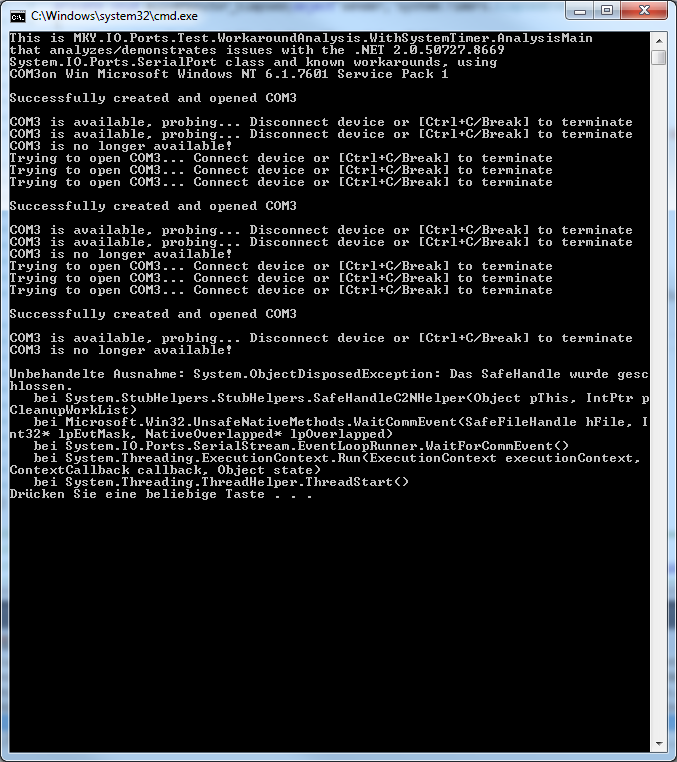 C:\Windows\system32\cmd.exe
This is MKY.IO.Ports.Test.WorkaroundAnalysis.WithSystemTimer.AnalysisMain
that analyzes/demonstrates issues with the .NET 2.0.50727.8669
System.IO.Ports.SerialPort class and known workarounds, using
COM3on Win Microsoft Windows NT 6.1.7601 Service Pack 1
Successfully created and opened COM3
COM3 is available, probing... Disconnect device or [Ctrl+C/Break] to terminate
COM3 is available, probing... Disconnect device or [Ctrl+C/Break] to terminate
COM3 is no longer available!
Trying to open COM3... Connect device or [Ctrl+C/Break] to terminate
Trying to open COM3... Connect device or [Ctrl+C/Break] to terminate
Trying to open COM3... Connect device or [Ctrl+C/Break] to terminate
Successfully created and opened COM3
COM3 is available, probing... Disconnect device or [Ctrl+C/Break] to terminate
COM3 is available, probing... Disconnect device or [Ctrl+C/Break] to terminate
COM3 is no longer available!
Trying to open COM3... Connect device or [Ctrl+C/Break] to terminate
Trying to open COM3... Connect device or [Ctrl+C/Break] to terminate
Trying to open COM3... Connect device or [Ctrl+C/Break] to terminate
Successfully created and opened COM3
COM3 is available, probing... Disconnect device or [Ctrl+C/Break] to terminate
COM3 is no longer available!
Unbehandelte Ausnahme: System.ObjectDisposedException: Das SafeHandle wurde gesc
hlossen.
   bei System.StubHelpers.StubHelpers.SafeHandleC2NHelper(Object pThis, IntPtr p
CleanupWorkList)
   bei Microsoft.Win32.UnsafeNativeMethods.WaitCommEvent(SafeFileHandle hFile, I
nt32* lpEvtMask, NativeOverlapped* lpOverlapped)
   bei System.IO.Ports.SerialStream.EventLoopRunner.WaitForCommEvent()
   bei System.Threading.ExecutionContext.Run(ExecutionContext executionContext,
ContextCallback callback, Object state)
   bei System.Threading.ThreadHelper.ThreadStart()
Drücken Sie eine beliebige Taste . . .